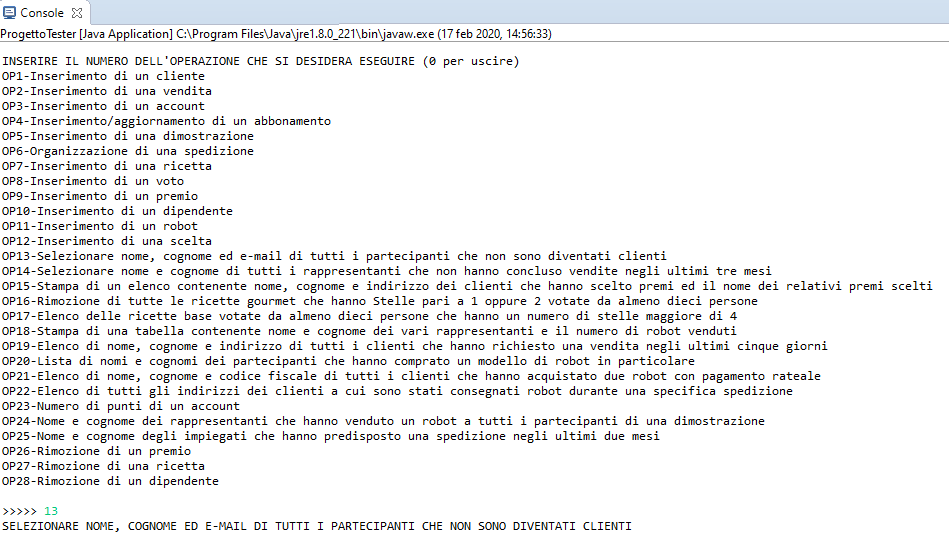 Console
ProgettoTester [Java Application] C:\Program Files\Java\jre1.8.0_221\bin\javaw.exe (17 feb 2020, 14:56:33)
INSERIRE IL NUMERO DELL'OPERAZIONE CHE SI DESIDERA ESEGUIRE (0 per uscire)
OP1-Inserimento di un cliente
OP2-Inserimento di una vendita
OP3-Inserimento di un account
OP4-Inserimento/aggiornamento di un abbonamento
OP5-Inserimento di una dimostrazione
OP6-Organizzazione di una spedizione
OP7-Inserimento di una ricetta
OP8-Inserimento di un voto
OP9-Inserimento di un premio
OP10-Inserimento di un dipendente
OP11-Inserimento di un robot
OP12-Inserimento di una scelta
OP13-Selezionare nome, cognome ed e-mail di tutti i partecipanti che non sono diventati clienti
OP14-Selezionare nome e cognome di tutti i rappresentanti che non hanno concluso vendite negli ultimi tre mesi
OP15-Stampa di un elenco contenente nome, cognome e indirizzo dei clienti che hanno scelto premi ed il nome dei relativi premi scelti
OP16-Rimozione di tutte le ricette gourmet che hanno Stelle pari a 1 oppure 2 votate da almeno dieci persone
OP17-Elenco delle ricette base votate da almeno dieci persone che hanno un numero di stelle maggiore di 4
OP18-Stampa di una tabella contenente nome e cognome dei vari rappresentanti e il numero di robot venduti
OP19-Elenco di nome, cognome e indirizzo di tutti i clienti che hanno richiesto una vendita negli ultimi cinque giorni
OP20-Lista di nomi e cognomi dei partecipanti che hanno comprato un modello di robot in particolare
OP21-Elenco di nome, cognome e codice fiscale di tutti i clienti che hanno acquistato due robot con pagamento rateale
OP22-Elenco di tutti gli indirizzi dei clienti a cui sono stati consegnati robot durante una specifica spedizione
OP23-Numero di punti di un account
OP24-Nome e cognome dei rappresentanti che hanno venduto un robot a tutti i partecipanti di una dimostrazione
OP25-Nome e cognome degli impiegati che hanno predisposto una spedizione negli ultimi due mesi
OP26-Rimozione di un premio
OP27-Rimozione di una ricetta
OP28-Rimozione di un dipendente
>>>>> 13
SELEZIONARE NOME, COGNOME ED E-MAIL DI TUTTI I PARTECIPANTI CHE NON SONO DIVENTATI CLIENTI